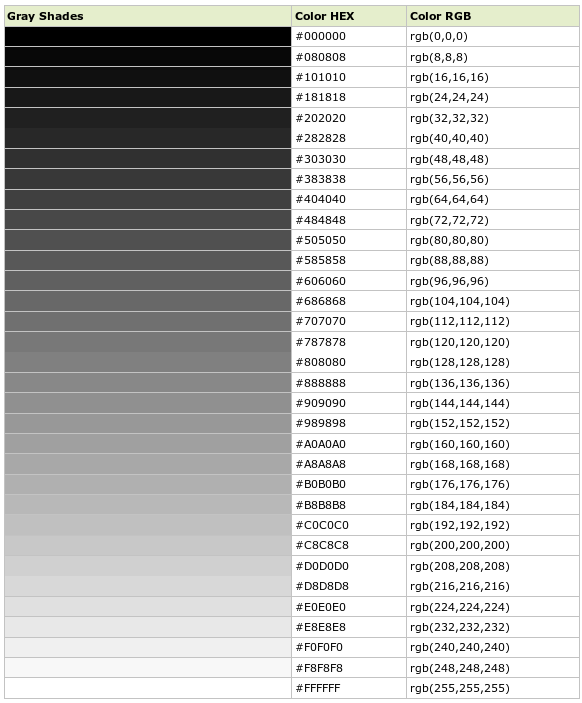 Gray Shades Color HEX Color RGB
#000000 rgb(0,0,0)
#080808 rgb(8,8,8)
#101010 rgb(16,16,16)
#181818 rgb(24,24,24)
#202020 rgb(32,32,32)
#282828 rgb(40,40,40)
#303030 rgb(48,48,48)
#383838 rgb(56,56,56)
#404040 rgb(64,64,64)
#484848 rgb(72,72,72)
#505050 rgb(80,80,80)
#585858 rgb(88,88,88)
#606060 rgb(96,96,96)
#686868 rgb(104,104,104)
#707070 rgb(112,112,112)
#787878 rgb(120,120,120)
#808080 rgb(128,128,128)
#888888 rgb(136,136,136)
#909090 rgb(144,144,144)
#989898 rgb(152,152,152)
#A0A0A0 rgb(160,160,160)
#A8A8A8 rgb(168,168,168)
#B0B0B0 rgb(176,176,176)
#B8B8B8 rgb(184,184,184)
#C0C0C0 rgb(192,192,192)
#C8C8C8 rgb(200,200,200)
#D0D0D0 rgb(208,208,208)
#D8D8D8 rgb(216,216,216)
#E0E0E0 rgb(224,224,224)
#E8E8E8 rgb(232,232,232)
#F0F0F0 rgb(240,240,240)
#F8F8F8 rgb(248,248,248)
#FFFFFF rgb(255,255,255)